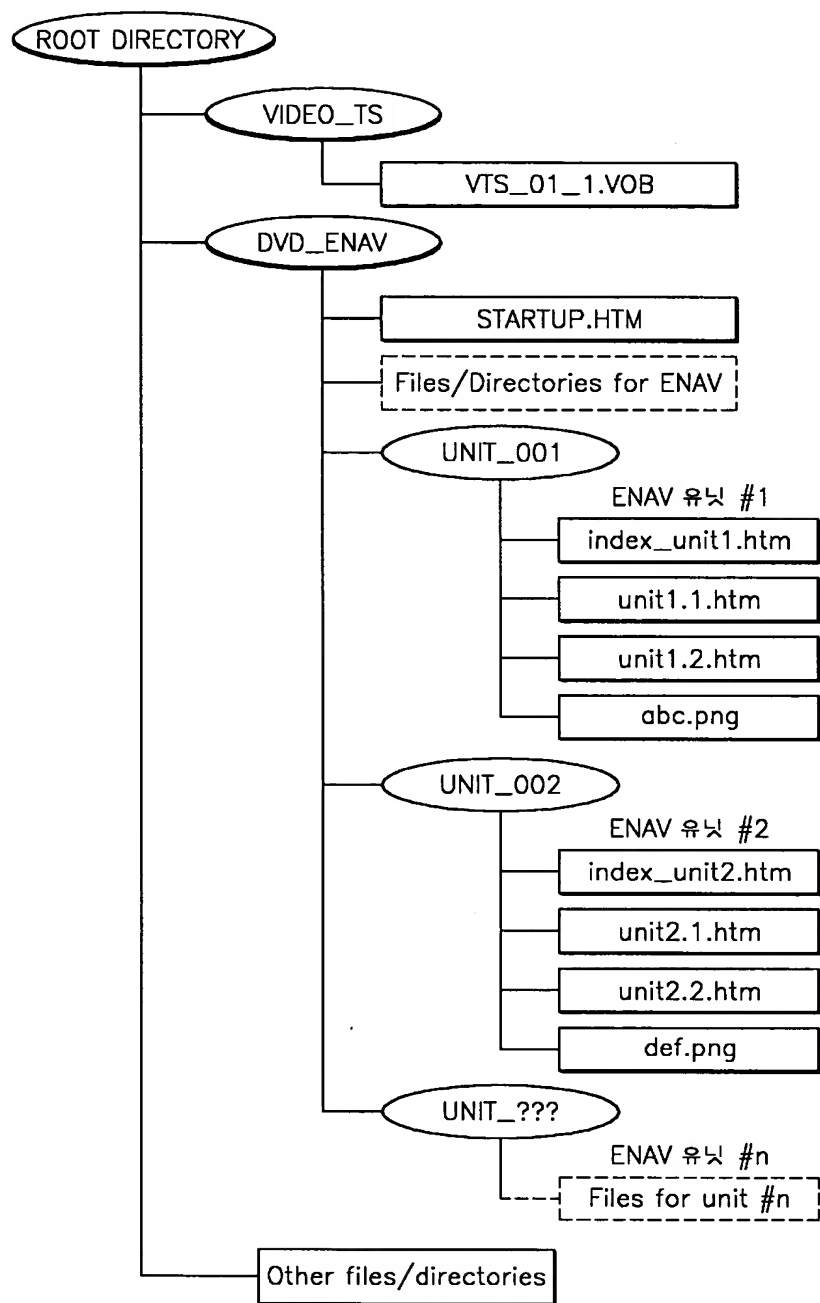 ROOT DIRECTORY
VIDEO_TS
VTS_01_1.VOB
DVD_ENAV
STARTUP.HTM
Files/Directories for ENAV
UNIT_001
ENAV 유닛 #1
index_unit1.htm
unit1.1.htm
unit1.2.htm
abc.png
UNIT_002
ENAV 유닛 #2
index_unit2.htm
unit2.1.htm
unit2.2.htm
def.png
UNIT_???
ENAV 유닛 #n
Files for unit #n
Other files/directories